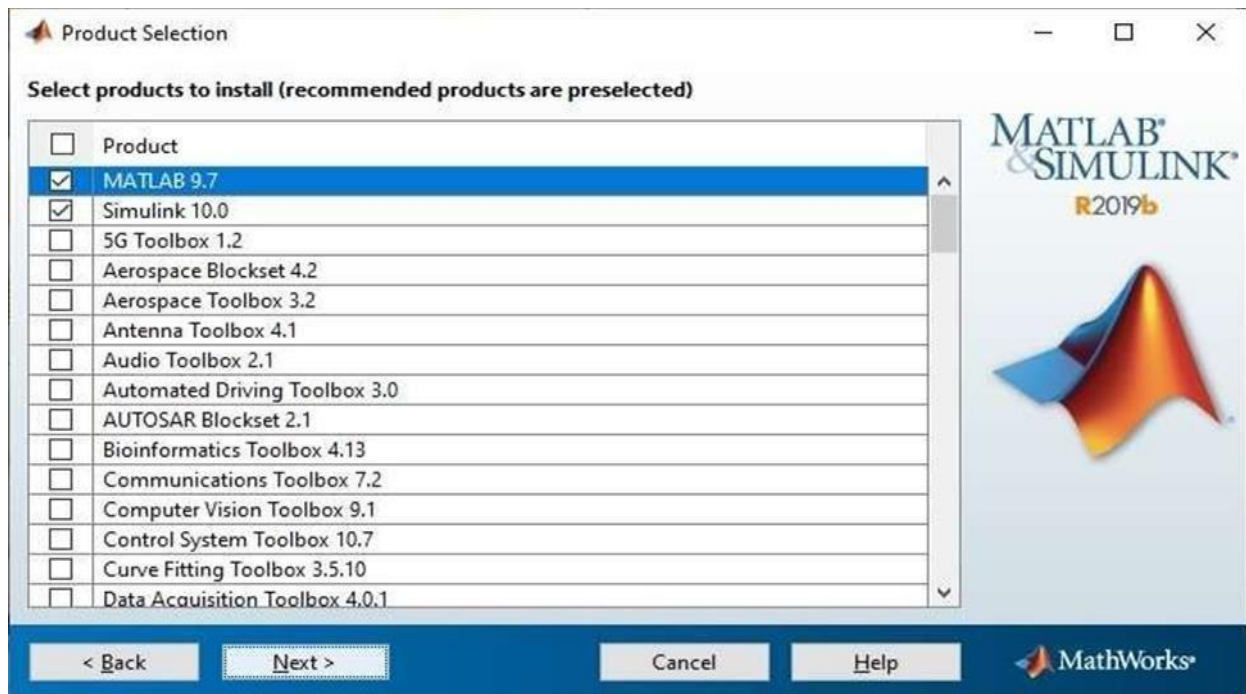 Product Selection
Select products to install (recommended products are preselected)
Product
MATLAB 9.7
Simulink 10.0
5G Toolbox 1.2
Aerospace Blockset 4.2
Aerospace Toolbox 3.2
Antenna Toolbox 4.1
Audio Toolbox 2.1
Automated Driving Toolbox 3.0
AUTOSAR Blockset 2.1
Bioinformatics Toolbox 4.13
Communications Toolbox 7.2
Computer Vision Toolbox 9.1
Control System Toolbox 10.7
Curve Fitting Toolbox 3.5.10
Data Acquisition Toolbox 4.0.1
MATLAB®
&SIMULINK®
R2019b
< Back
Next >
Cancel
Help
MathWorks®